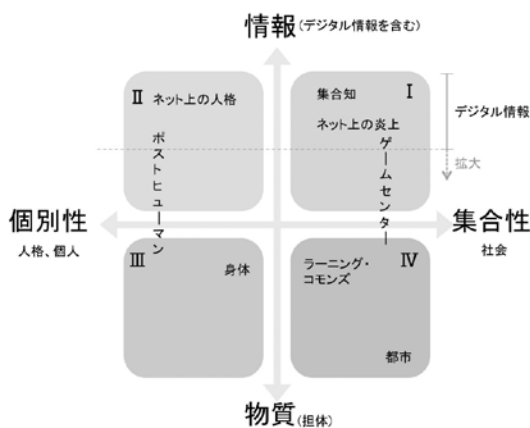 情報(デジタル情報を含む)
II ネット上の人格
集合知 I
ネット上の炎上
デジタル情報
拡大
ポストヒューマン
ゲームセンター
個別性
人格、個人
集合性
社会
III
身体
ラーニング・
コモンズ
IV
都市
物質(担体)